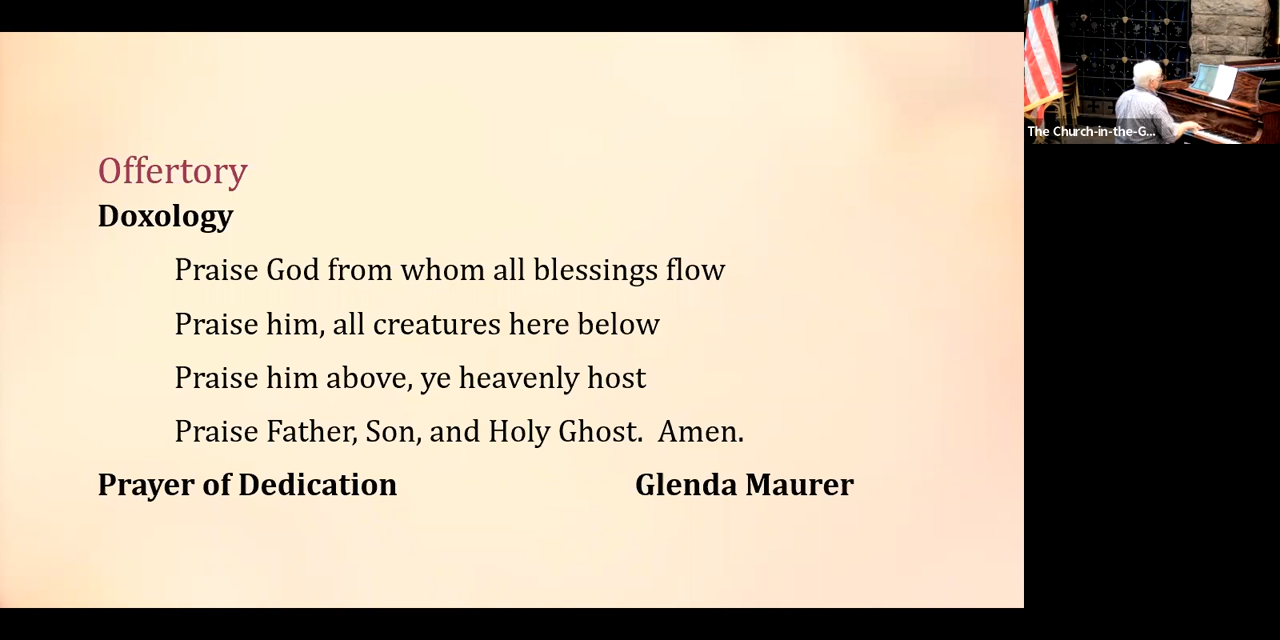 Offertory
Doxology
Praise God from whom all blessings flow
Praise him, all creatures here below
Praise him above, ye heavenly host
Praise Father, Son, and Holy Ghost.  Amen.
Prayer of Dedication Glenda Maurer
The Church-in-the-G...